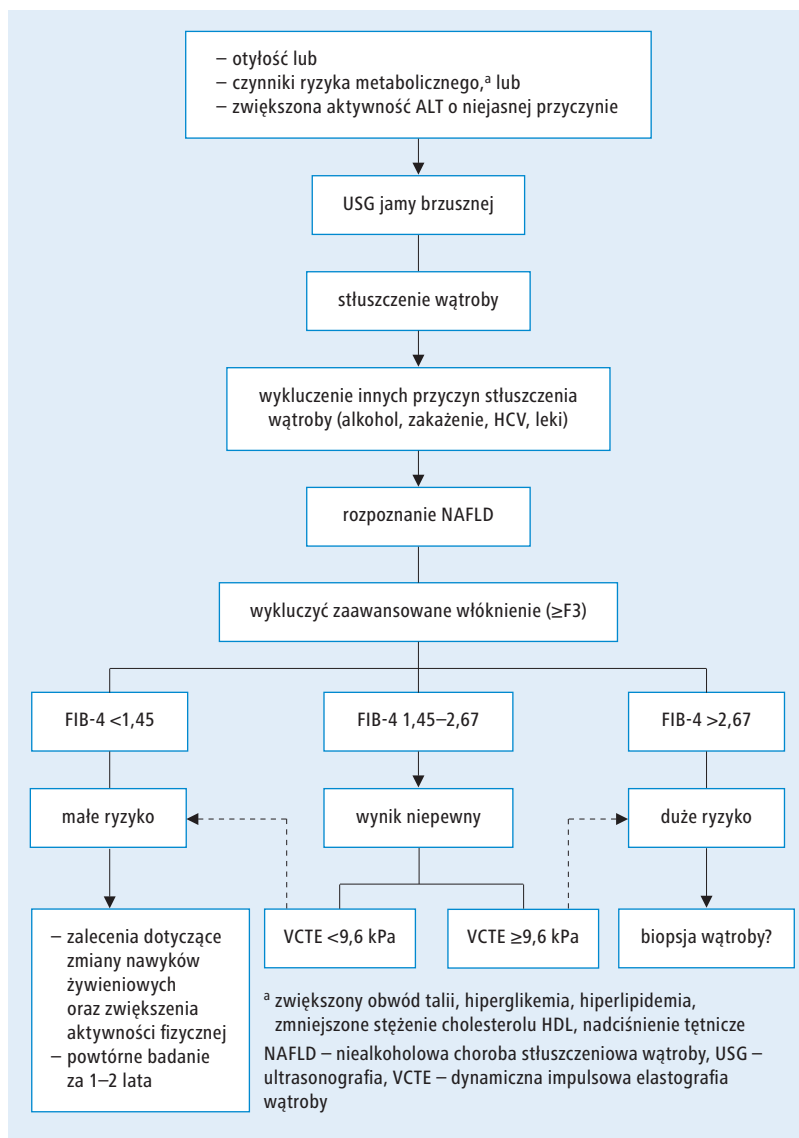 – otyłość lub
– czynniki ryzyka metabolicznego,ᵃ lub
– zwiększona aktywność ALT o niejasnej przyczynie
USG jamy brzusznej
stłuszczenie wątroby
wykluczenie innych przyczyn stłuszczenia
wątroby (alkohol, zakażenie, HCV, leki)
rozpoznanie NAFLD
wykluczyć zaawansowane włóknienie (≥F3)
FIB-4 <1,45
FIB-4 1,45–2,67
FIB-4 >2,67
małe ryzyko
wynik niepewny
duże ryzyko
– zalecenia dotyczące
zmiany nawyków
żywieniowych
oraz zwiększenia
aktywności fizycznej
– powtórne badanie
za 1–2 lata
VCTE <9,6 kPa
VCTE ≥9,6 kPa
biopsja wątroby?
ᵃ zwiększony obwód talii, hiperglikemia, hiperlipidemia,
zmniejszone stężenie cholesterolu HDL, nadciśnienie tętnicze
NAFLD – niealkoholowa choroba stłuszczeniowa wątroby, USG –
ultrasonografia, VCTE – dynamiczna impulsowa elastografia
wątroby